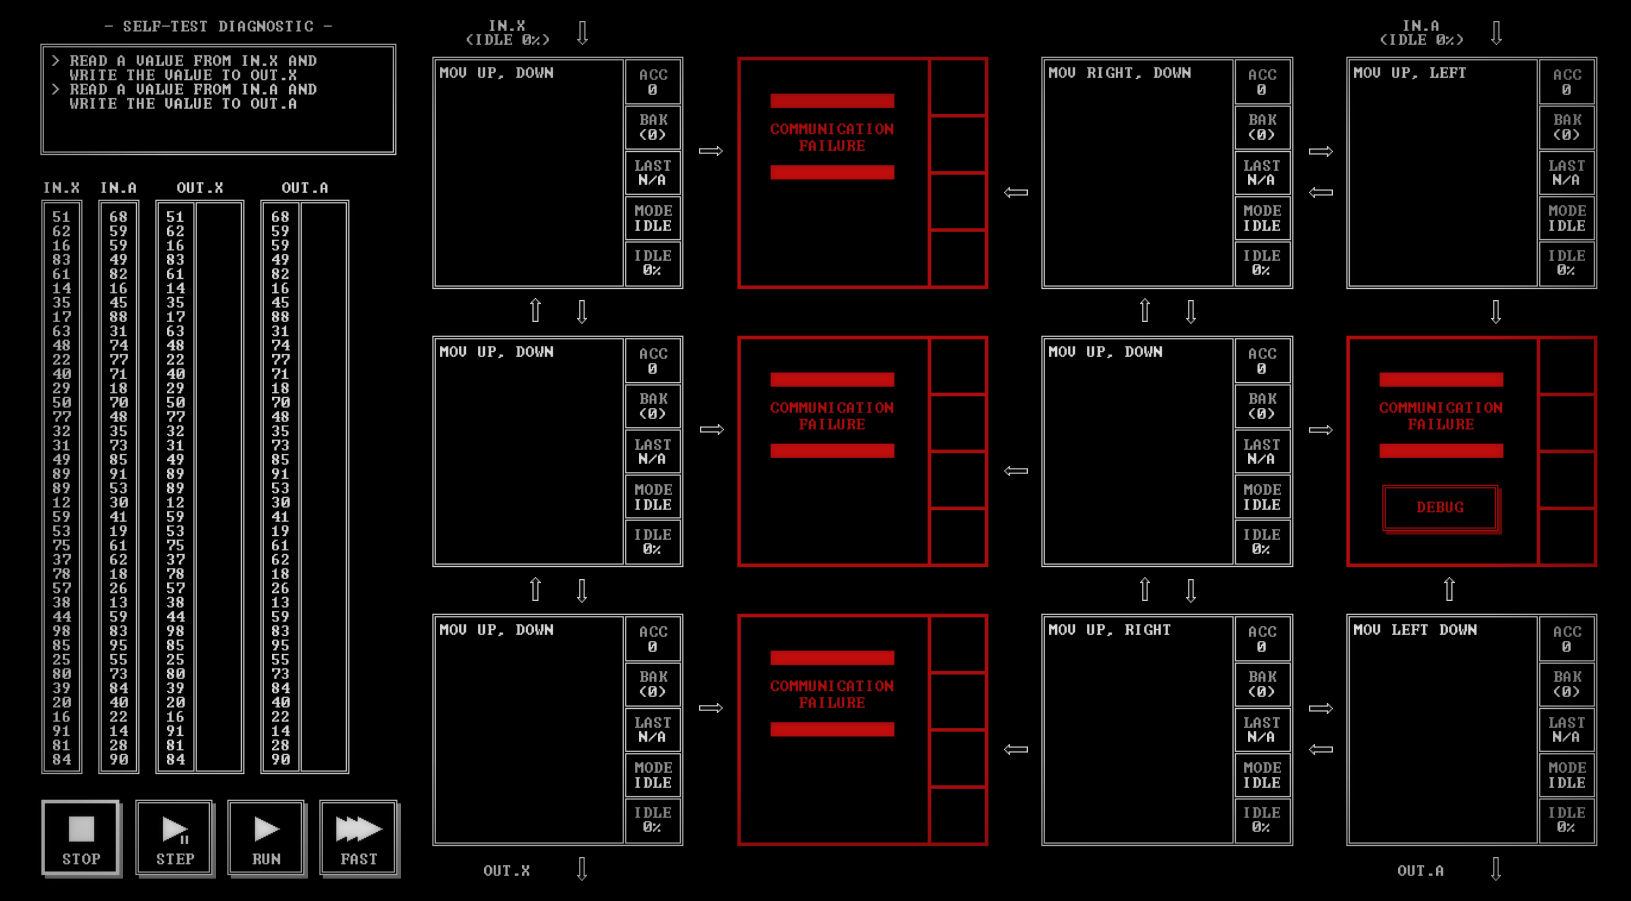 - SELF-TEST DIAGNOSTIC -
> READ A VALUE FROM IN.X AND
WRITE THE VALUE TO OUT.X
> READ A VALUE FROM IN.A AND
WRITE THE VALUE TO OUT.A
IN.X IN.A OUT.X OUT.A
51 68 51 68
62 59 62 59
16 59 16 59
83 49 83 49
61 82 61 82
14 16 14 16
35 45 35 45
17 88 17 88
63 31 63 31
48 74 48 74
22 77 22 77
40 71 40 71
29 18 29 18
50 70 50 70
77 48 77 48
32 35 32 35
31 73 31 73
49 85 49 85
89 91 89 91
89 53 89 53
12 30 12 30
59 41 59 41
53 19 53 19
75 61 75 61
37 62 37 62
78 18 78 18
57 26 57 26
38 13 38 13
44 59 44 59
98 83 98 83
85 95 85 95
25 55 25 55
80 73 80 73
39 84 39 84
20 40 20 40
16 22 16 22
91 14 91 14
81 28 81 28
84 90 84 90
STOP
STEP
RUN
FAST
IN.X
(IDLE 0%)
IN.A
(IDLE 0%)
MOV UP, DOWN
ACC
0
BAK
(0)
LAST
N/A
MODE
IDLE
IDLE
0%
COMMUNICATION
FAILURE
MOV RIGHT, DOWN
ACC
0
BAK
(0)
LAST
N/A
MODE
IDLE
IDLE
0%
MOV UP, LEFT
ACC
0
BAK
(0)
LAST
N/A
MODE
IDLE
IDLE
0%
MOV UP, DOWN
ACC
0
BAK
(0)
LAST
N/A
MODE
IDLE
IDLE
0%
COMMUNICATION
FAILURE
MOV UP, DOWN
ACC
0
BAK
(0)
LAST
N/A
MODE
IDLE
IDLE
0%
COMMUNICATION
FAILURE
DEBUG
MOV UP, DOWN
ACC
0
BAK
(0)
LAST
N/A
MODE
IDLE
IDLE
0%
COMMUNICATION
FAILURE
MOV UP, RIGHT
ACC
0
BAK
(0)
LAST
N/A
MODE
IDLE
IDLE
0%
MOV LEFT DOWN
ACC
0
BAK
(0)
LAST
N/A
MODE
IDLE
IDLE
0%
OUT.X
OUT.A